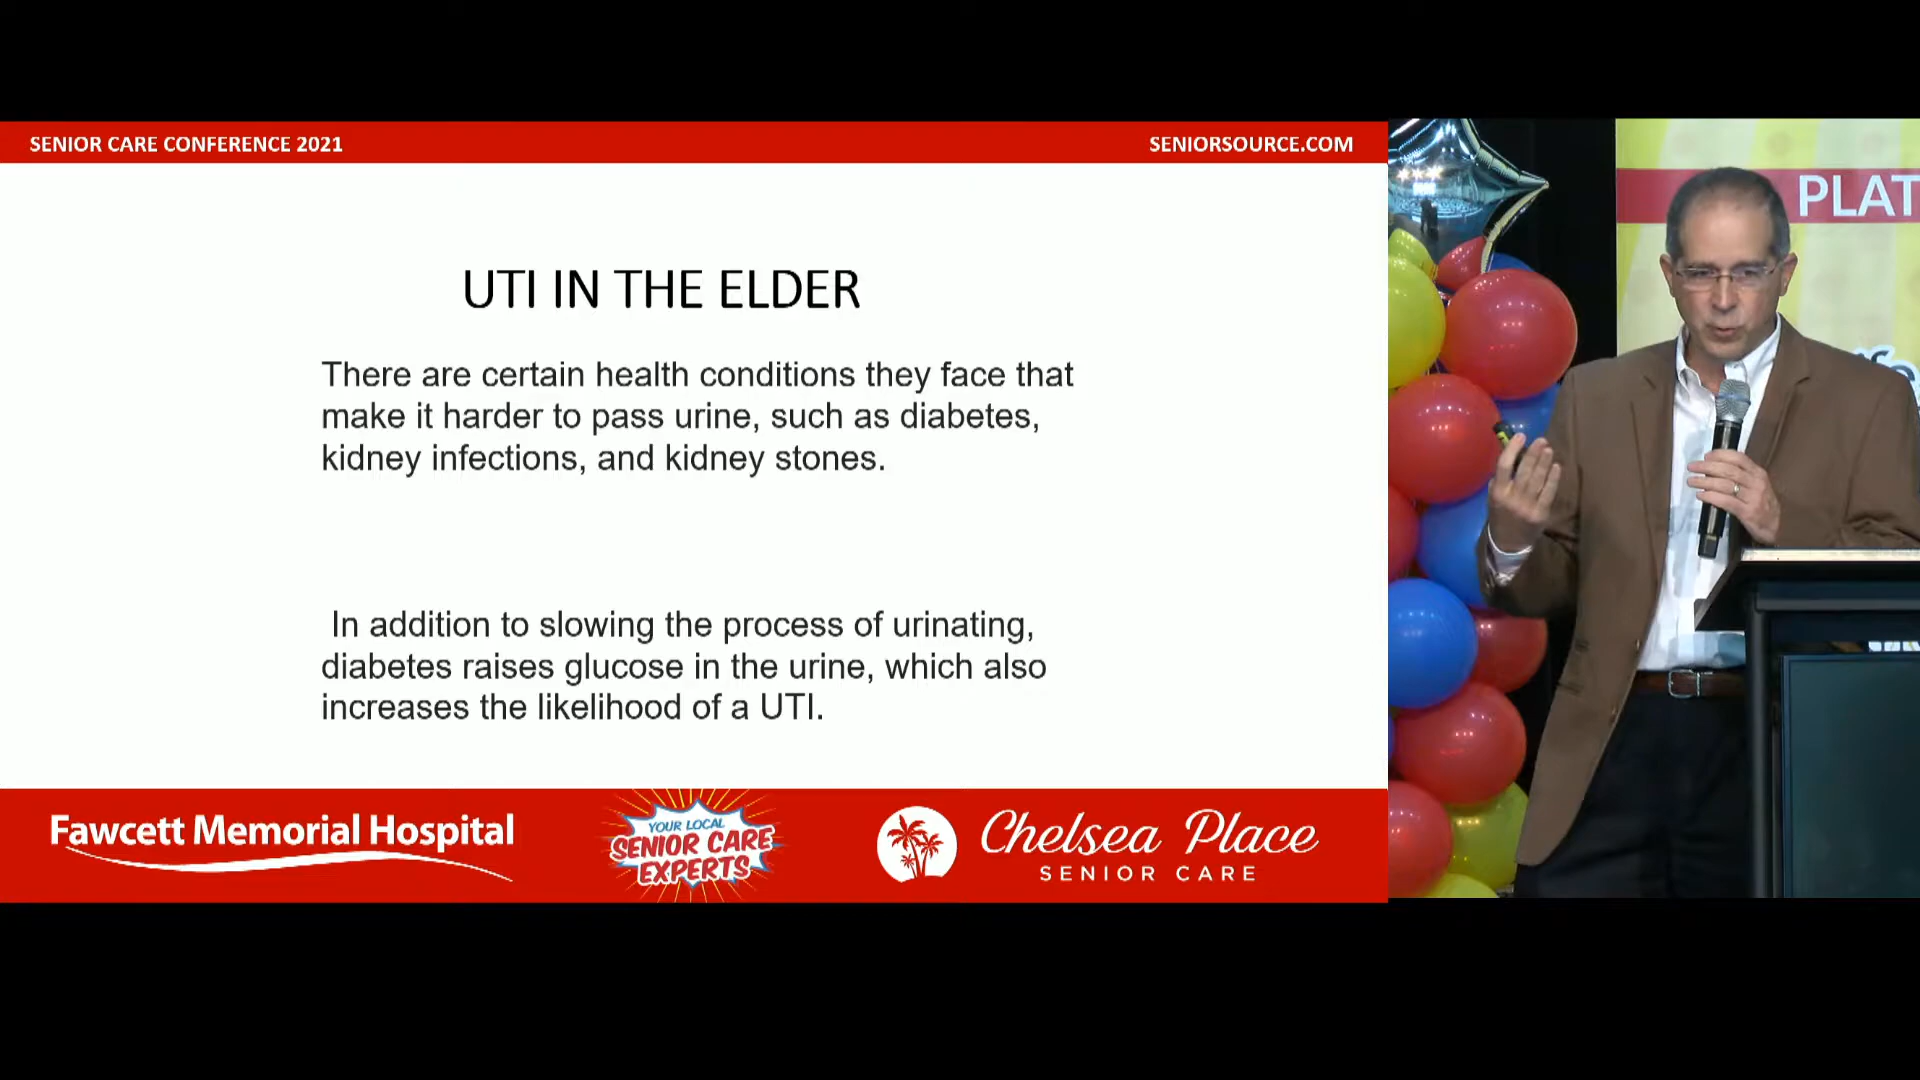 SENIOR CARE CONFERENCE 2021
SENIORSOURCE.COM
UTI IN THE ELDER
There are certain health conditions they face that
make it harder to pass urine, such as diabetes,
kidney infections, and kidney stones.
In addition to slowing the process of urinating,
diabetes raises glucose in the urine, which also
increases the likelihood of a UTI.
Fawcett Memorial Hospital
YOUR LOCAL
SENIOR CARE
EXPERTS
Chelsea Place
SENIOR CARE
PLAT